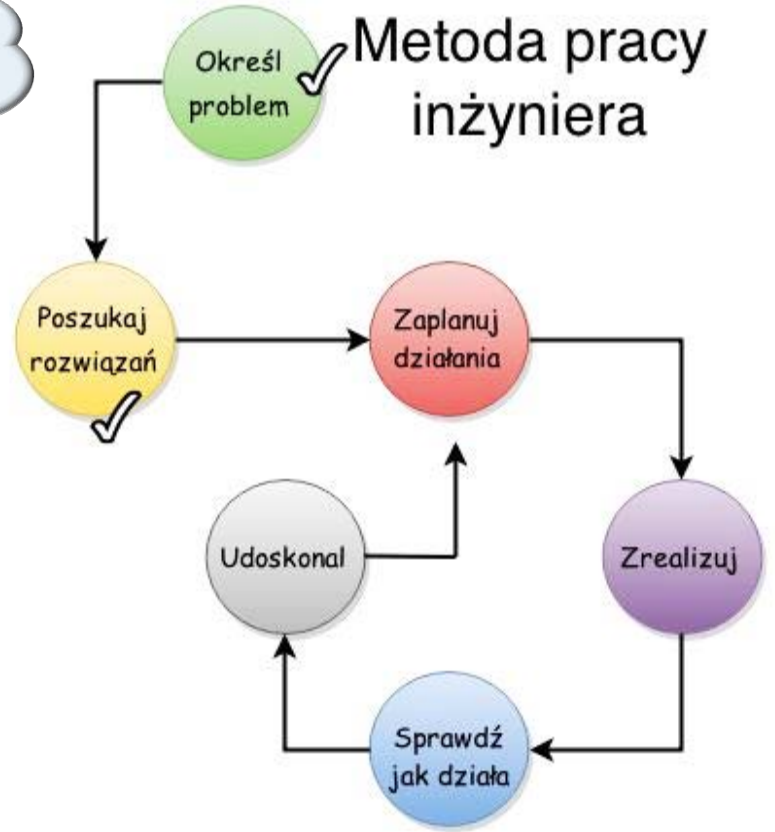 Metoda pracy
inżyniera
Określ
problem
Poszukaj
rozwiązań
Zaplanuj
działania
Zrealizuj
Sprawdź
jak działa
Udoskonal